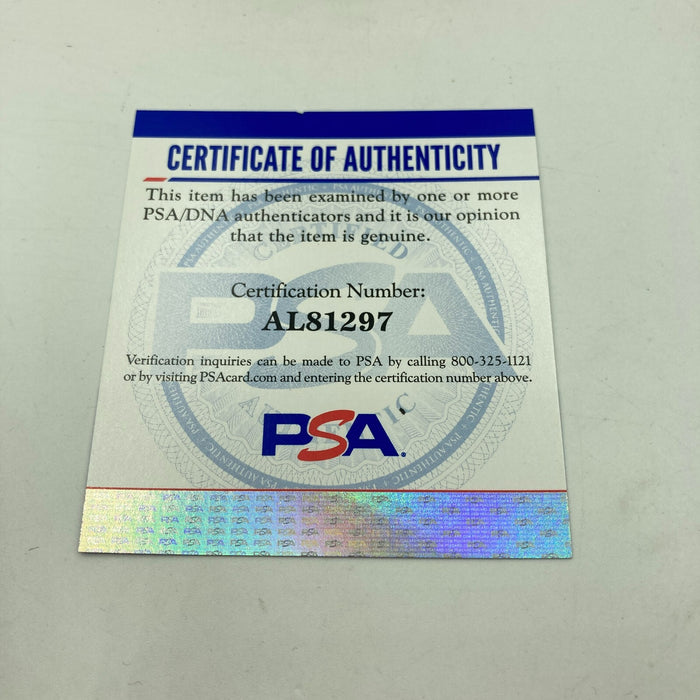 CERTIFICATE OF AUTHENTICITY
This item has been examined by one or more
PSA/DNA authenticators and it is our opinion
that the item is genuine.
CERTIFIED
PSA
Certification Number:
AL81297
Verification inquiries can be made to PSA by calling 800-325-1121
or by visiting PSAcard.com and entering the certification number above.
PSA.